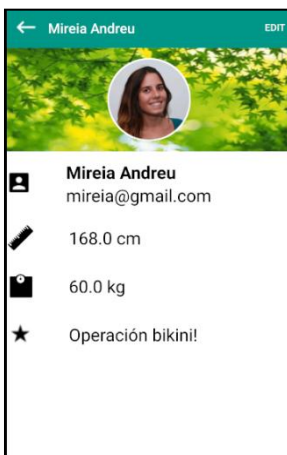 Mireia Andreu
EDIT
Mireia Andreu
mireia@gmail.com
168.0 cm
60.0 kg
Operación bikini!